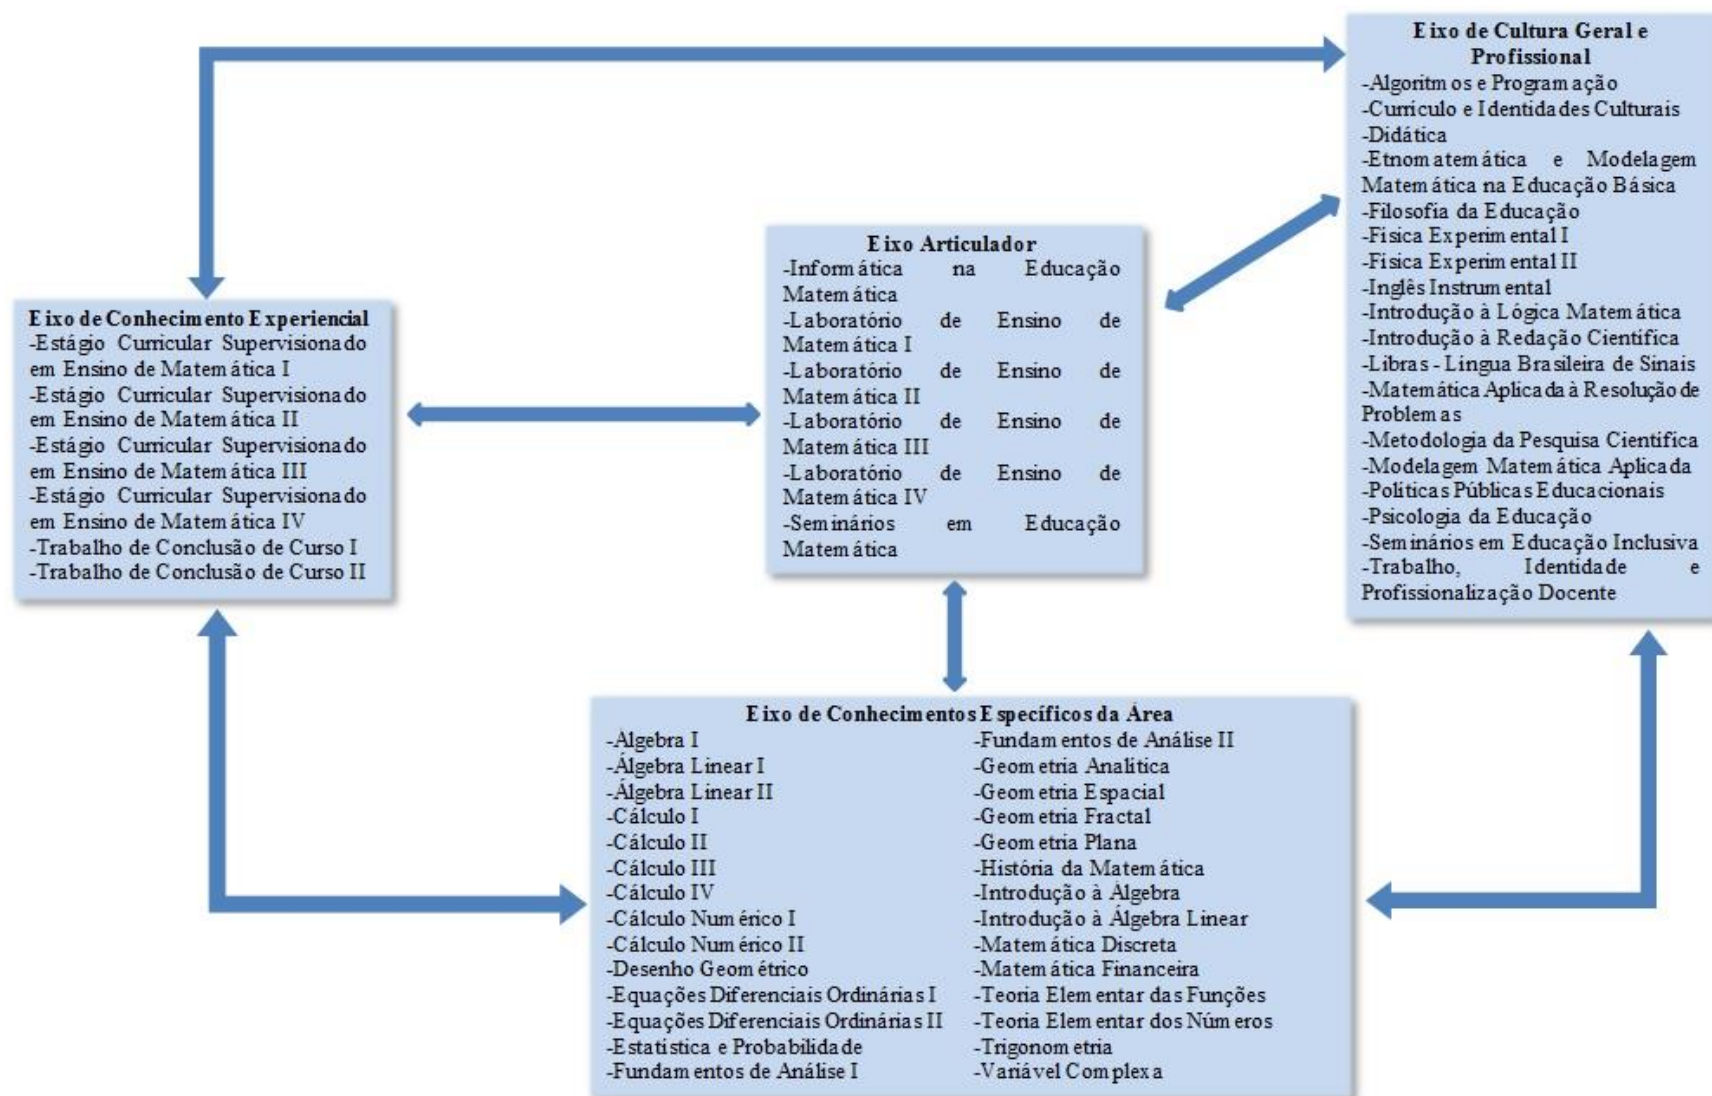 Eixo de Cultura Geral e
Profissional
-Algoritmos e Programação
-Currículo e Identidades Culturais
-Didática
-Etnomatemática e Modelagem
Matemática na Educação Básica
-Filosofia da Educação
-Física Experimental I
-Física Experimental II
-Inglês Instrumental
-Introdução à Lógica Matemática
-Introdução à Redação Científica
-Libras - Língua Brasileira de Sinais
-Matemática Aplicada à Resolução de
Problemas
-Metodologia da Pesquisa Científica
-Modelagem Matemática Aplicada
-Políticas Públicas Educacionais
-Psicologia da Educação
-Seminários em Educação Inclusiva
-Trabalho, Identidade e
Profissionalização Docente
Eixo Articulador
-Informática na Educação
Matemática
-Laboratório de Ensino de
Matemática I
-Laboratório de Ensino de
Matemática II
-Laboratório de Ensino de
Matemática III
-Laboratório de Ensino de
Matemática IV
-Seminários em Educação
Matemática
Eixo de Conhecimento Experiencial
-Estágio Curricular Supervisionado
em Ensino de Matemática I
-Estágio Curricular Supervisionado
em Ensino de Matemática II
-Estágio Curricular Supervisionado
em Ensino de Matemática III
-Estágio Curricular Supervisionado
em Ensino de Matemática IV
-Trabalho de Conclusão de Curso I
-Trabalho de Conclusão de Curso II
Eixo de Conhecimentos Específicos da Área
-Álgebra I
-Álgebra Linear I
-Álgebra Linear II
-Cálculo I
-Cálculo II
-Cálculo III
-Cálculo IV
-Cálculo Numérico I
-Cálculo Numérico II
-Desenho Geométrico
-Equações Diferenciais Ordinárias I
-Equações Diferenciais Ordinárias II
-Estatística e Probabilidade
-Fundamentos de Análise I
-Fundamentos de Análise II
-Geometria Analítica
-Geometria Espacial
-Geometria Fractal
-Geometria Plana
-História da Matemática
-Introdução à Álgebra
-Introdução à Álgebra Linear
-Matemática Discreta
-Matemática Financeira
-Teoria Elementar das Funções
-Teoria Elementar dos Números
-Trigonometria
-Variável Complexa